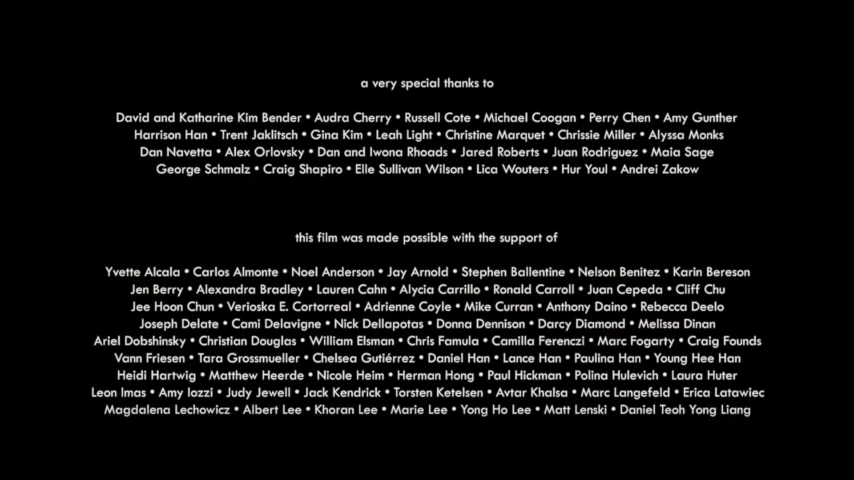 a very special thanks to
David and Katharine Kim Bender • Audra Cherry • Russell Cote • Michael Coogan • Perry Chen • Amy Gunther
Harrison Han • Trent Jaklitsch • Gina Kim • Leah Light • Christine Marquet • Chrissie Miller • Alyssa Monks
Dan Navetta • Alex Orlovsky • Dan and Iwona Rhoads • Jared Roberts • Juan Rodriguez • Maia Sage
George Schmalz • Craig Shapiro • Elle Sullivan Wilson • Lica Wouters • Hur Youl • Andrei Zakow
this film was made possible with the support of
Yvette Alcala • Carlos Almonte • Noel Anderson • Jay Arnold • Stephen Ballentine • Nelson Benitez • Karin Bereson
Jen Berry • Alexandra Bradley • Lauren Cahn • Alycia Carrillo • Ronald Carroll • Juan Cepeda • Cliff Chu
Jee Hoon Chun • Verioska E. Cortorreal • Adrienne Coyle • Mike Curran • Anthony Daino • Rebecca Deelo
Joseph Delate • Cami Delavigne • Nick Dellapotas • Donna Dennison • Darcy Diamond • Melissa Dinan
Ariel Dobshinsky • Christian Douglas • William Elsman • Chris Famula • Camilla Ferenczi • Marc Fogarty • Craig Founds
Vann Friesen • Tara Grossmueller • Chelsea Gutiérrez • Daniel Han • Lance Han • Paulina Han • Young Hee Han
Heidi Hartwig • Matthew Heerde • Nicole Heim • Herman Hong • Paul Hickman • Polina Hulevich • Laura Huter
Leon Imas • Amy Iozzi • Judy Jewell • Jack Kendrick • Torsten Ketelsen • Avtar Khalsa • Marc Langefeld • Erica Latawiec
Magdalena Lechowicz • Albert Lee • Khoran Lee • Marie Lee • Yong Ho Lee • Matt Lenski • Daniel Teoh Yong Liang